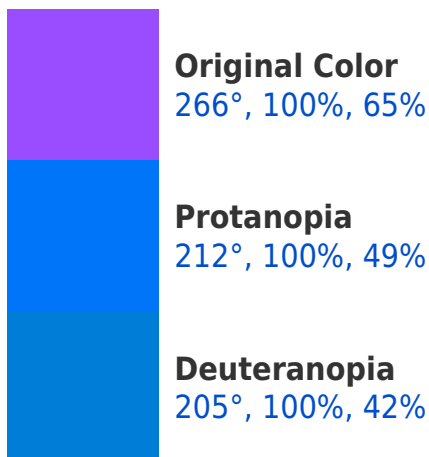 Original Color
266°, 100%, 65%
Protanopia
212°, 100%, 49%
Deuteranopia
205°, 100%, 42%